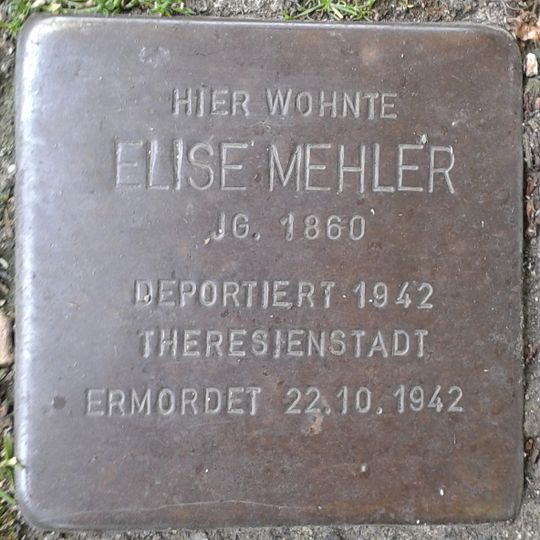 HIER WOHNTE
ELISE MEHLER
JG. 1860
DEPORTIERT 1942
THERESIENSTADT
ERMORDET 22.10.1942